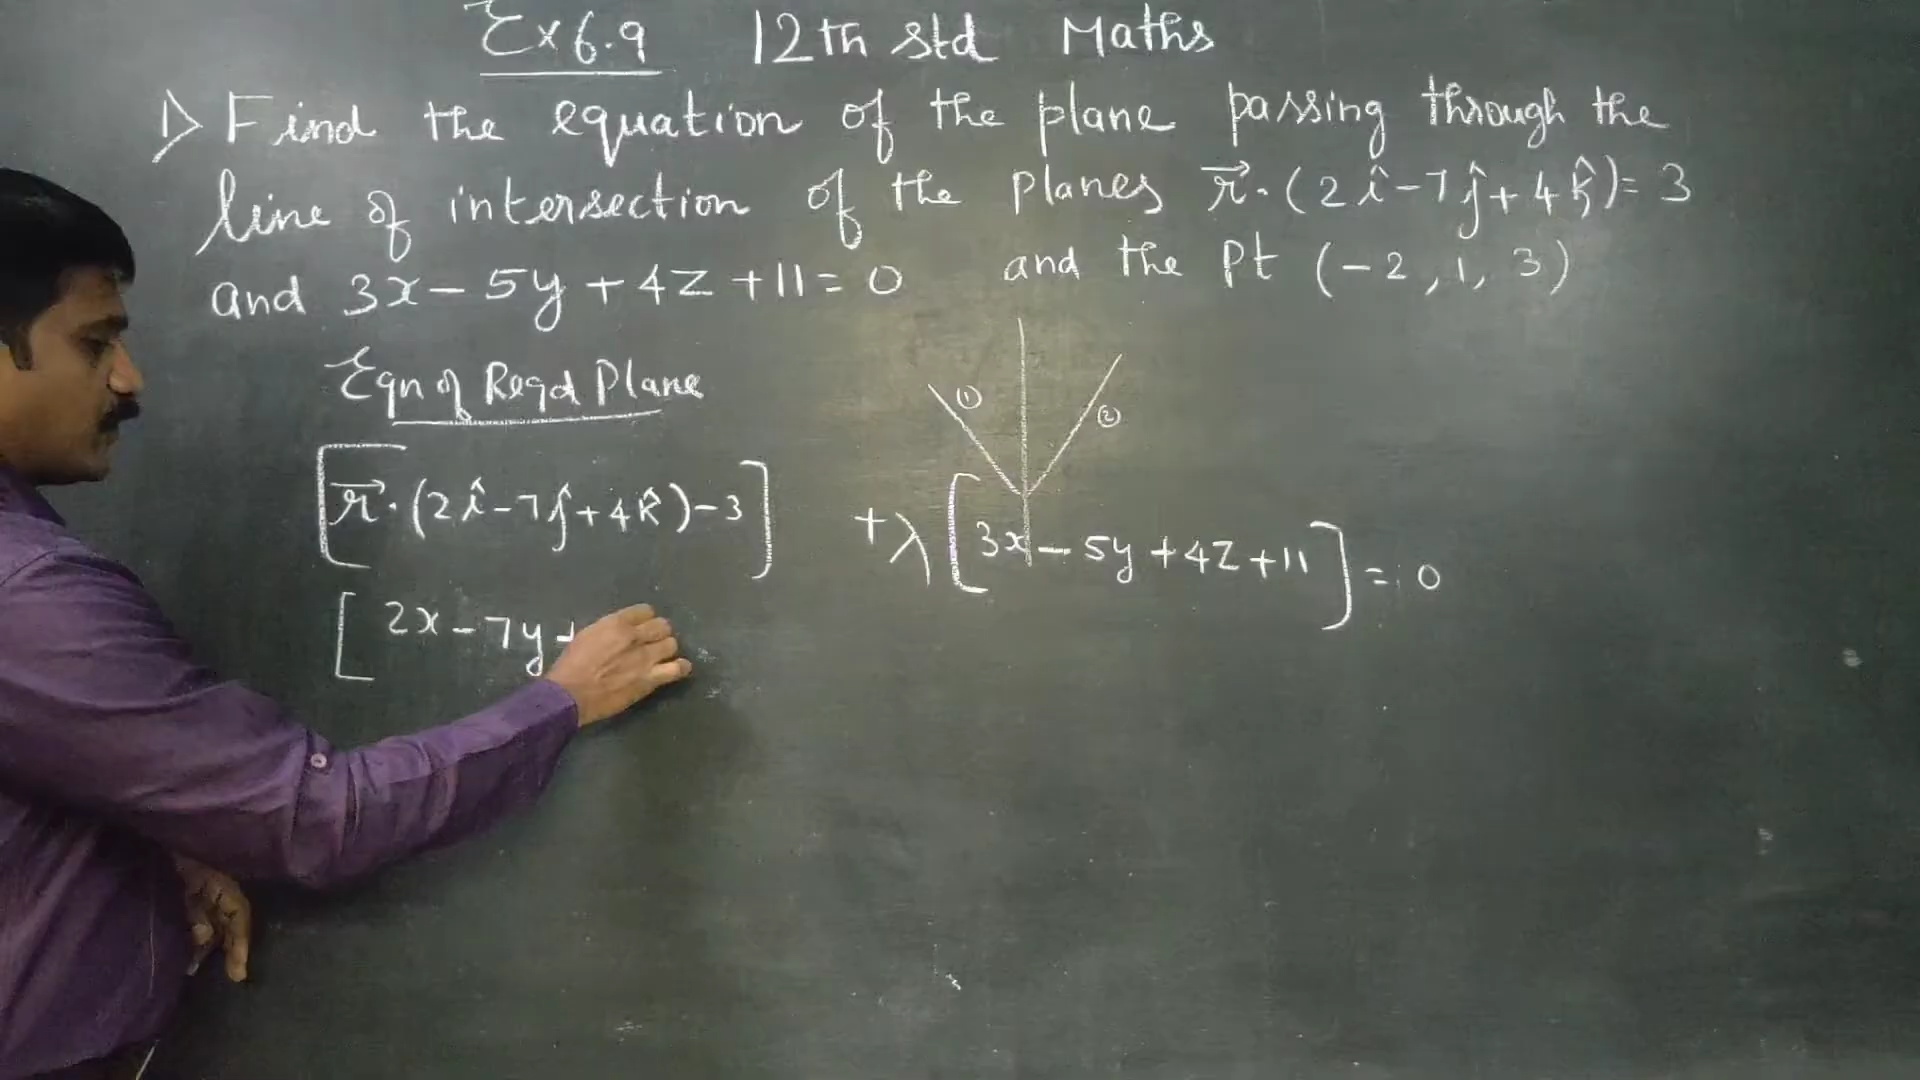 Ex 6.9 12th std Maths
1) Find the equation of the plane passing through the
line of intersection of the planes r⃗·(2î-7ĵ+4k̂)=3
and 3x-5y+4z+11=0 and the pt (-2,1,3)
Eqn of Reqd Plane
① ②
[r⃗·(2î-7ĵ+4k̂)-3] +λ[3x-5y+4z+11]=0
[2x-7y+